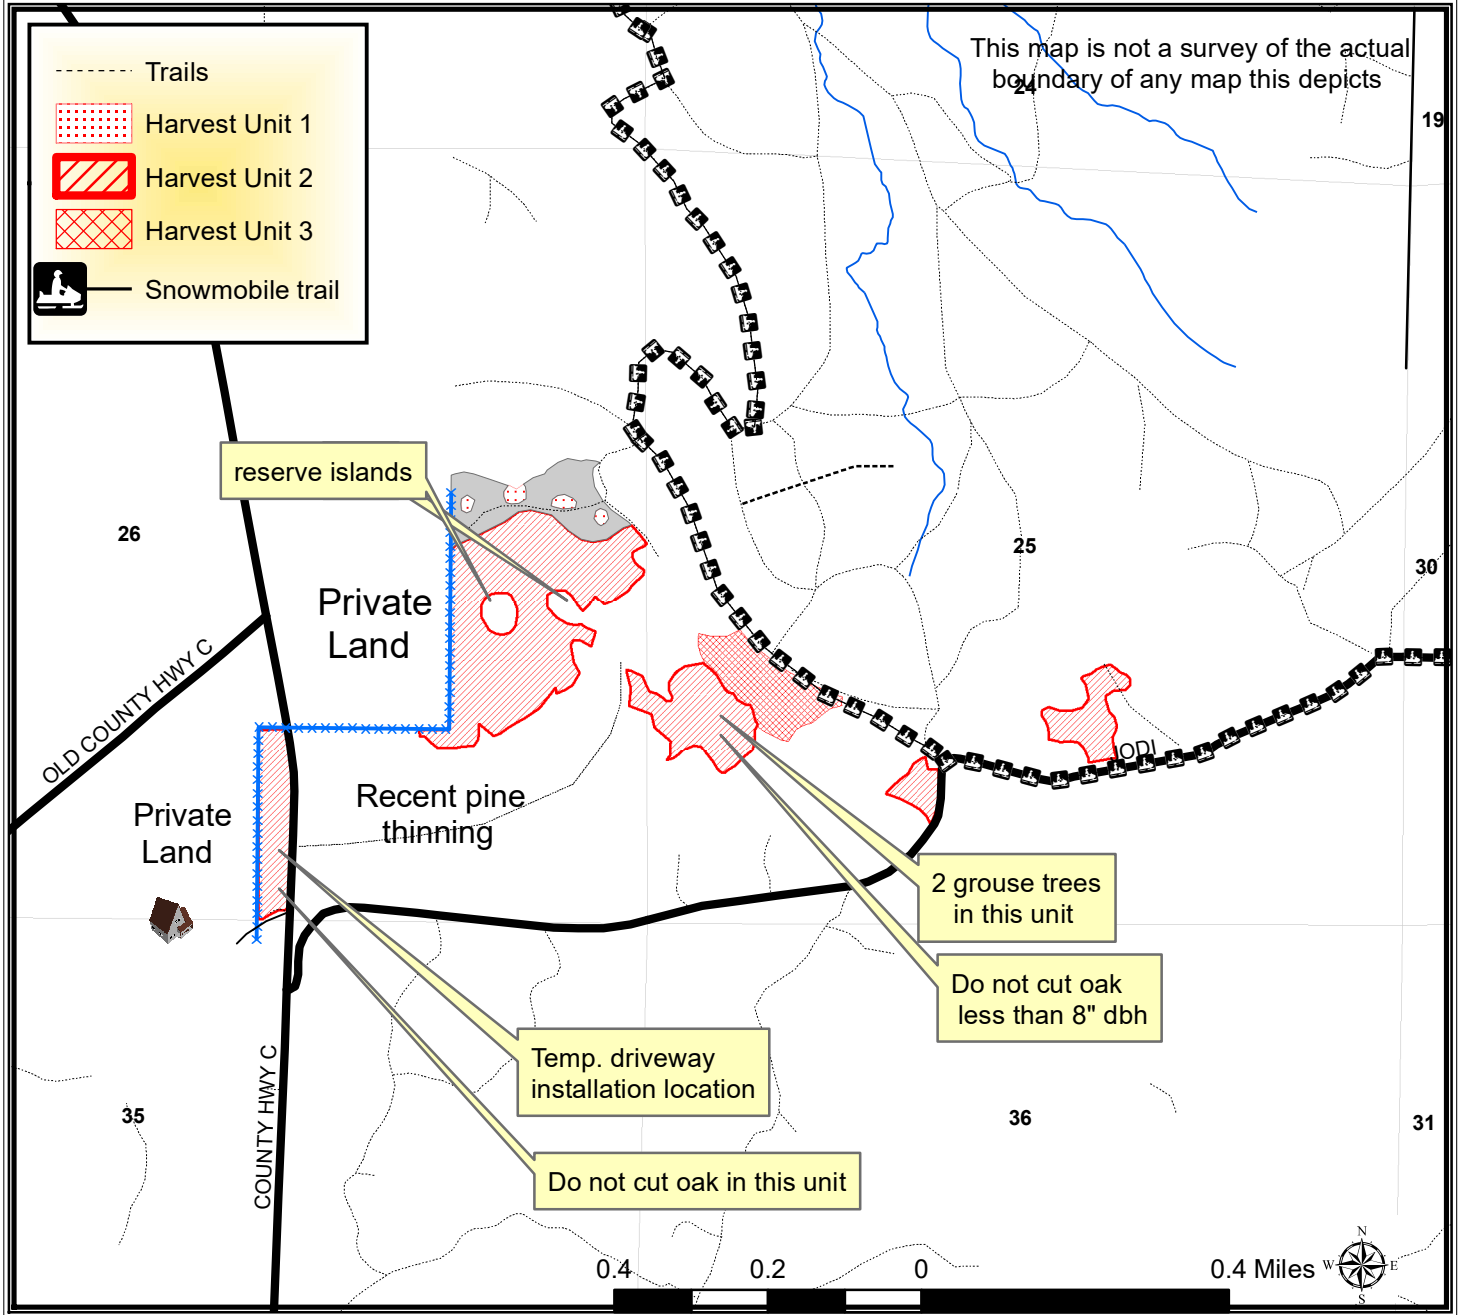 Trails
Harvest Unit 1
Harvest Unit 2
Harvest Unit 3
Snowmobile trail
This map is not a survey of the actual
boundary of any map this depicts
24
19
reserve islands
26
25
30
Private
Land
OLD COUNTY HWY C
JODI
Recent pine
thinning
Private
Land
2 grouse trees
in this unit
Do not cut oak
less than 8" dbh
Temp. driveway
installation location
COUNTY HWY C
35
36
31
Do not cut oak in this unit
0.4 0.2 0 0.4 Miles
N
W E
S